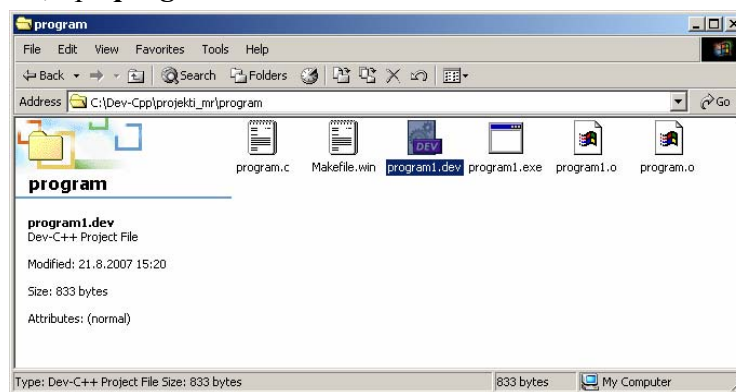 program
File Edit View Favorites Tools Help
Back Search Folders
Address C:\Dev-Cpp\projekti_mr\program Go
program.c Makefile.win program1.dev program1.exe program1.o program.o
DEV
program
program1.dev
Dev-C++ Project File
Modified: 21.8.2007 15:20
Size: 833 bytes
Attributes: (normal)
Type: Dev-C++ Project File Size: 833 bytes 833 bytes My Computer